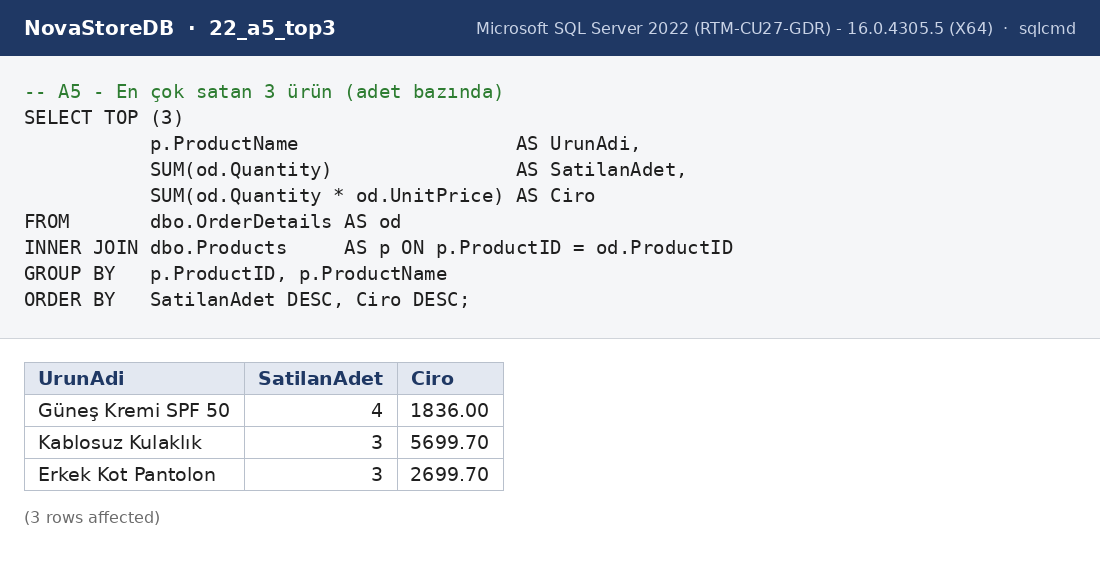 NovaStoreDB · 22_a5_top3
Microsoft SQL Server 2022 (RTM-CU27-GDR) - 16.0.4305.5 (X64) · sqlcmd
-- A5 - En çok satan 3 ürün (adet bazında)
SELECT TOP (3)
           p.ProductName                   AS UrunAdi,
           SUM(od.Quantity)                AS SatilanAdet,
           SUM(od.Quantity * od.UnitPrice) AS Ciro
FROM       dbo.OrderDetails AS od
INNER JOIN dbo.Products     AS p ON p.ProductID = od.ProductID
GROUP BY   p.ProductID, p.ProductName
ORDER BY   SatilanAdet DESC, Ciro DESC;
UrunAdi SatilanAdet Ciro
Güneş Kremi SPF 50 4 1836.00
Kablosuz Kulaklık 3 5699.70
Erkek Kot Pantolon 3 2699.70
(3 rows affected)